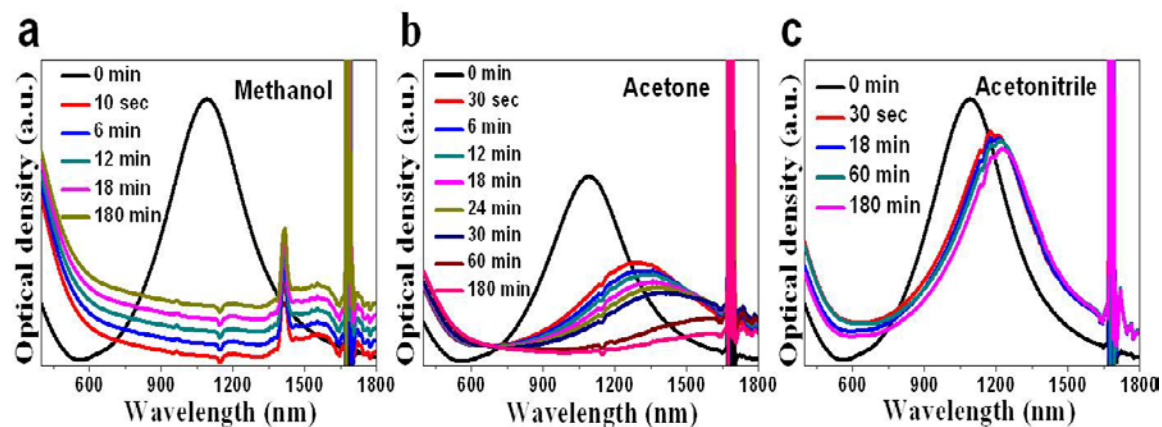 a
Optical density (a.u.)
0 min
10 sec
6 min
12 min
18 min
180 min
Methanol
600 900 1200 1500 1800
Wavelength (nm)
b
Optical density (a.u.)
0 min
30 sec
6 min
12 min
18 min
24 min
30 min
60 min
180 min
Acetone
600 900 1200 1500 1800
Wavelength (nm)
c
Optical density (a.u.)
0 min
30 sec
18 min
60 min
180 min
Acetonitrile
600 900 1200 1500 1800
Wavelength (nm)